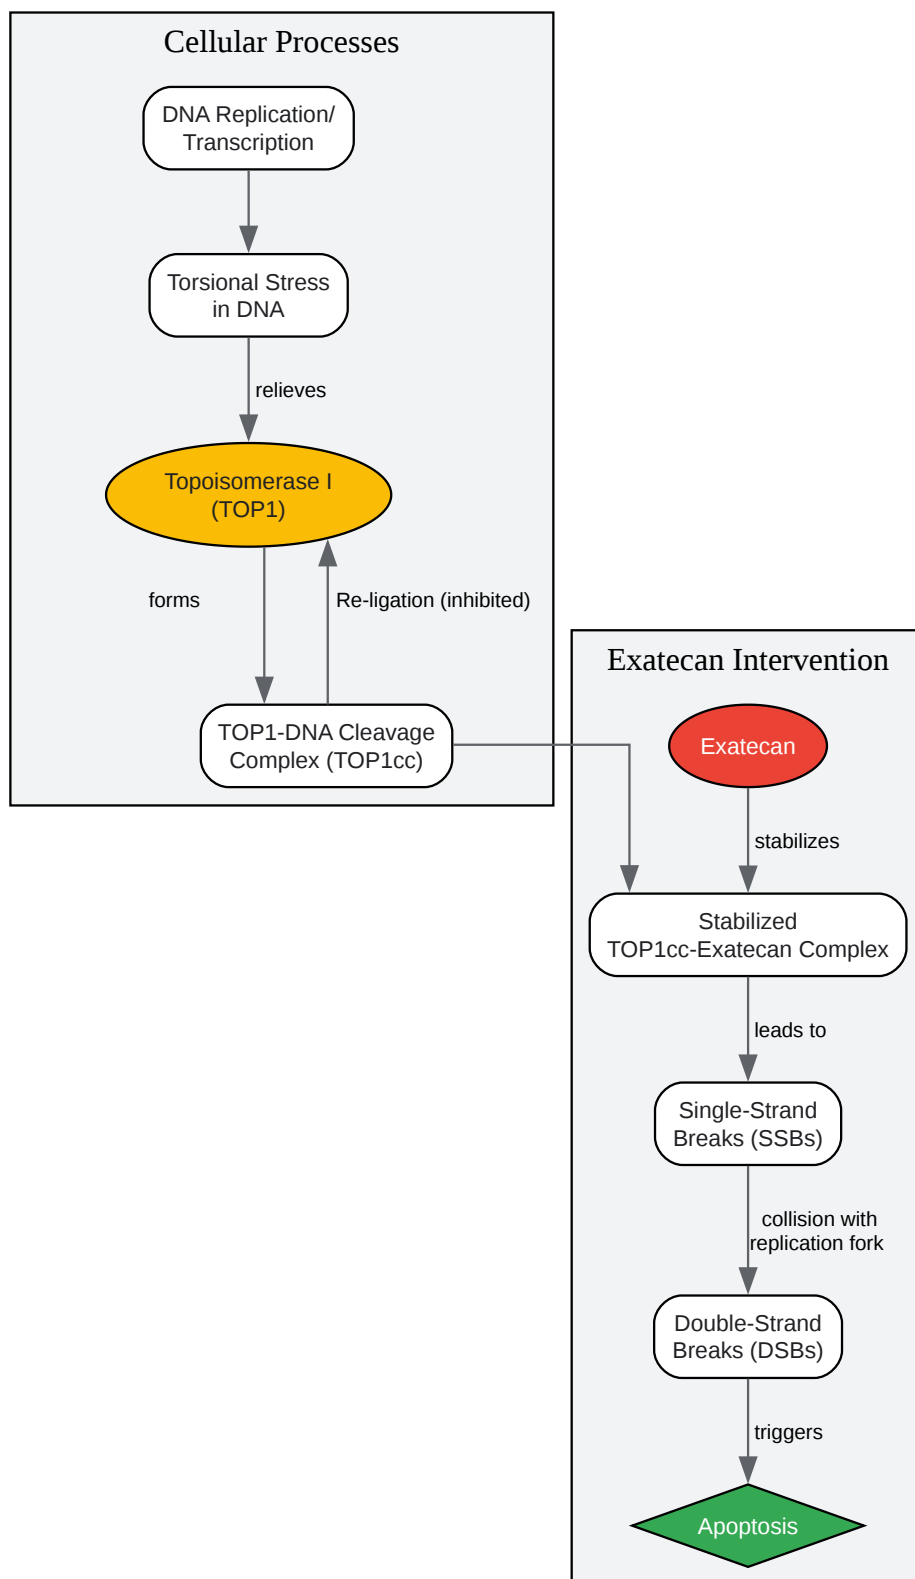 Cellular Processes
DNA Replication/
Transcription
Torsional Stress
in DNA
relieves
Topoisomerase I
(TOP1)
forms
Re-ligation (inhibited)
TOP1-DNA Cleavage
Complex (TOP1cc)
Exatecan Intervention
Exatecan
stabilizes
Stabilized
TOP1cc-Exatecan Complex
leads to
Single-Strand
Breaks (SSBs)
collision with
replication fork
Double-Strand
Breaks (DSBs)
triggers
Apoptosis